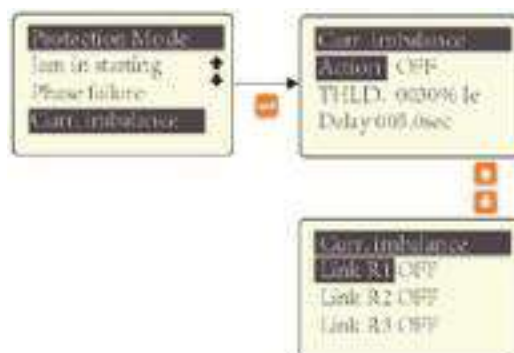 Protection Mode
Jam in starting
Phase failure
Curr. imbalance
Curr. imbalance
Action OFF
THLD. 0030% Ie
Delay 005.0sec
Curr. imbalance
Link R1 OFF
Link R2 OFF
Link R3 OFF